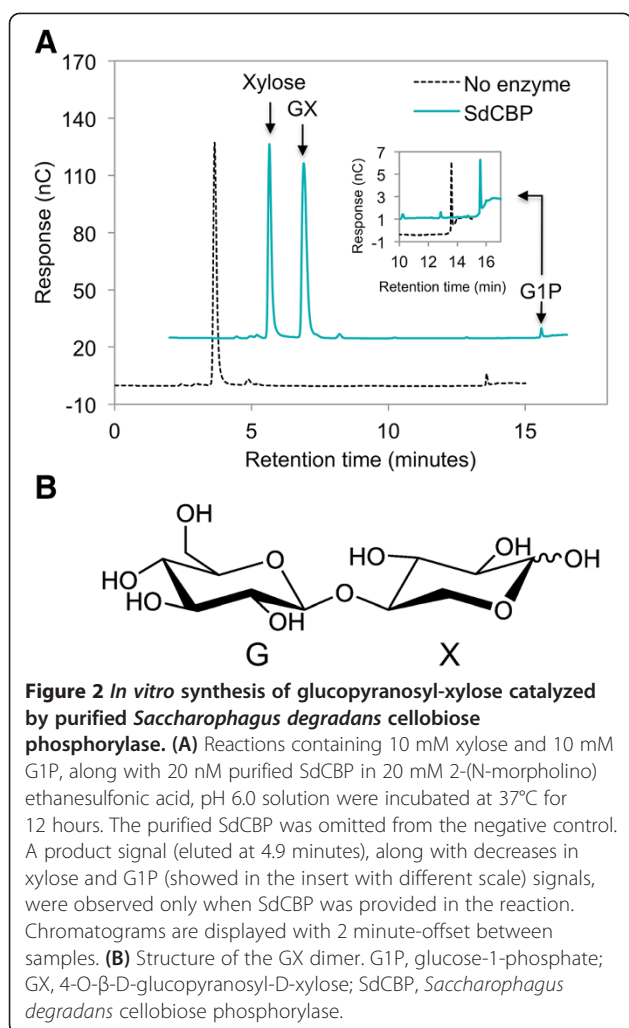 A
170
140
110
80
50
20
-10
Response (nC)
Xylose
GX
No enzyme
SdCBP
7
5
3
1
-1
Response (nC)
10 12 14 16
Retention time (min)
G1P
0 5 10 15
Retention time (minutes)
B
OH
O
HO
HO
OH
O
HO
OH
OH
O
G X
Figure 2 In vitro synthesis of glucopyranosyl-xylose catalyzed
by purified Saccharophagus degradans cellobiose
phosphorylase. (A) Reactions containing 10 mM xylose and 10 mM
G1P, along with 20 nM purified SdCBP in 20 mM 2-(N-morpholino)
ethanesulfonic acid, pH 6.0 solution were incubated at 37°C for
12 hours. The purified SdCBP was omitted from the negative control.
A product signal (eluted at 4.9 minutes), along with decreases in
xylose and G1P (showed in the insert with different scale) signals,
were observed only when SdCBP was provided in the reaction.
Chromatograms are displayed with 2 minute-offset between
samples. (B) Structure of the GX dimer. G1P, glucose-1-phosphate;
GX, 4-O-β-D-glucopyranosyl-D-xylose; SdCBP, Saccharophagus
degradans cellobiose phosphorylase.